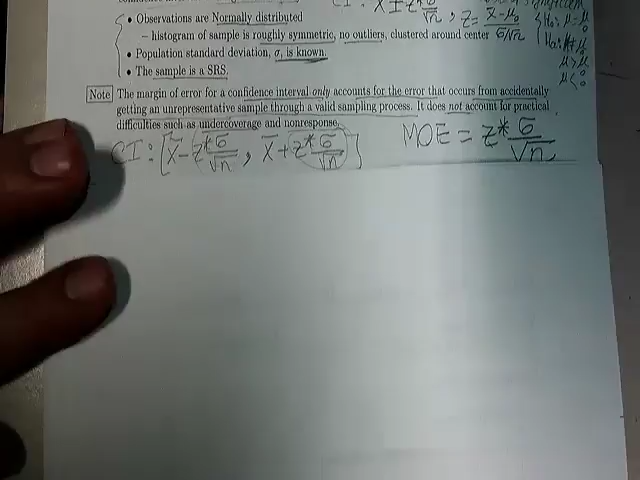 CI: x̄ ± z* σ/√n , z = (x̄ − μ₀)/(σ/√n) { H₀: μ = μ₀
• Observations are Normally distributed
– histogram of sample is roughly symmetric, no outliers, clustered around center
• Population standard deviation, σ, is known.
μ > μ₀
• The sample is a SRS.
μ < μ₀
Note The margin of error for a confidence interval only accounts for the error that occurs from accidentally
getting an unrepresentative sample through a valid sampling process. It does not account for practical
difficulties such as undercoverage and nonresponse.
CI: [x̄ − z* σ/√n , x̄ + z* σ/√n] MOE = z* σ/√n